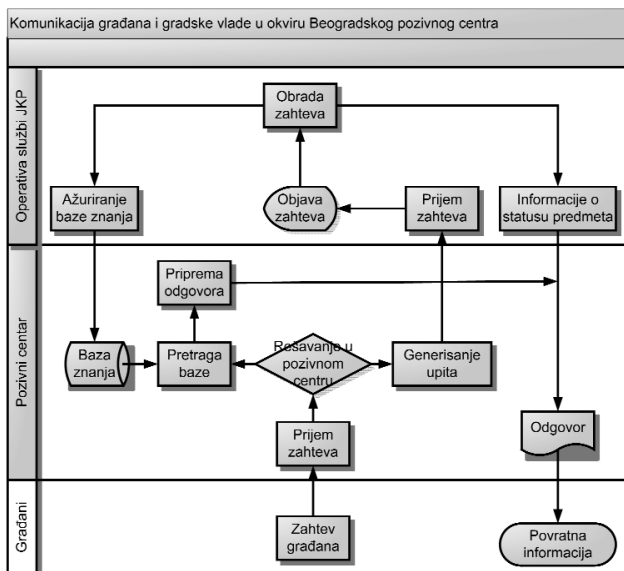 Komunikacija građana i gradske vlade u okviru Beogradskog pozivnog centra
Operativa službi JKP
Obrada
zahteva
Ažuriranje
baze znanja
Objava
zahteva
Prijem
zahteva
Informacije o
statusu predmeta
Pozivni centar
Priprema
odgovora
Baza
znanja
Pretraga
baze
Rešavanje u
pozivnom
centru
Generisanje
upita
Prijem
zahteva
Odgovor
Građani
Zahtev
građana
Povratna
informacija